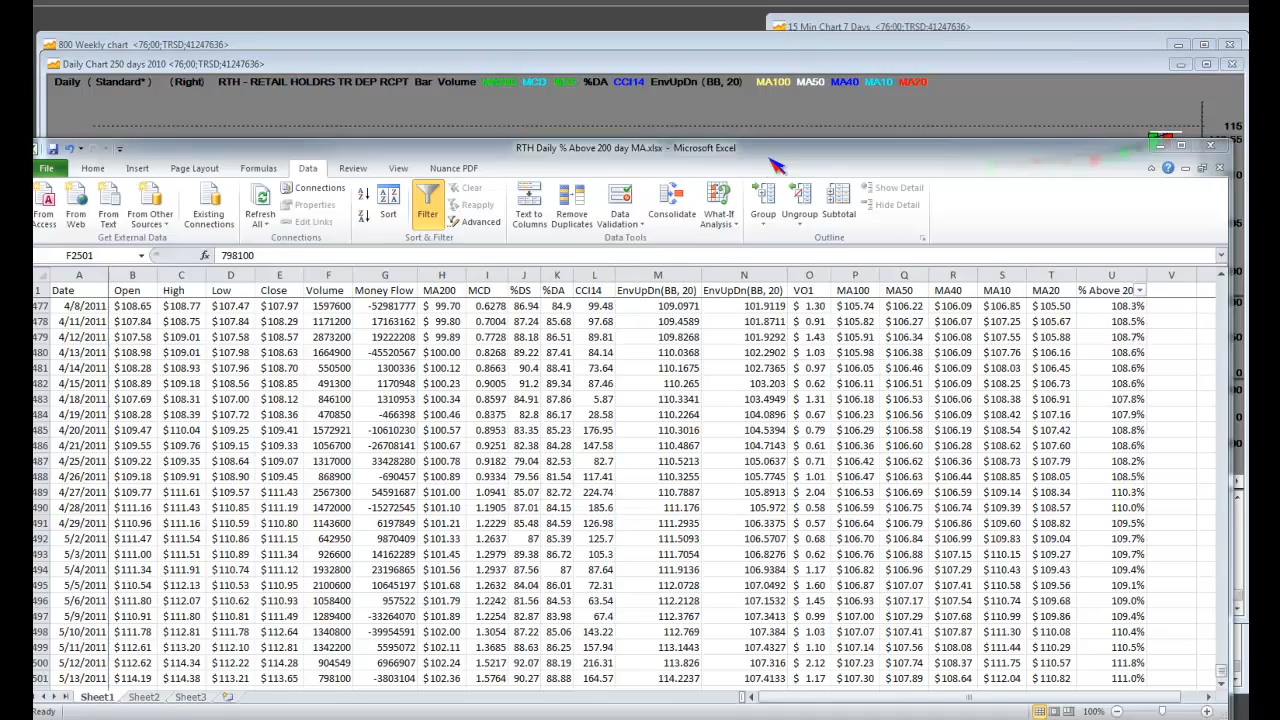 15 Min Chart 7 Days <76;00;TRSD;41247636>
800 Weekly chart <76;00;TRSD;41247636>
Daily Chart 250 days 2010 <76;00;TRSD;41247636>
Daily ( Standard* ) (Right) RTH - RETAIL HOLDRS TR DEP RCPT Bar Volume MCD %DA CCI14 EnvUpDn (BB, 20) MA100 MA50 MA40 MA10 MA20
115
RTH Daily % Above 200 day MA.xlsx - Microsoft Excel
File Home Insert Page Layout Formulas Data Review View Nuance PDF
From Access From Web From Text From Other Sources Existing Connections Refresh All Connections Properties Edit Links Sort Filter Clear Reapply Advanced Text to Columns Remove Duplicates Data Validation Consolidate What-If Analysis Group Ungroup Subtotal Show Detail Hide Detail
Get External Data Connections Sort & Filter Data Tools Outline
F2501 fx 798100
A B C D E F G H I J K L M N O P Q R S T U V
1 Date Open High Low Close Volume Money Flow MA200 MCD %DS %DA CCI14 EnvUpDn(BB, 20) EnvUpDn(BB, 20) VO1 MA100 MA50 MA40 MA10 MA20 % Above 20
477 4/8/2011 $108.65 $108.77 $107.47 $107.97 1597600 -52981777 $ 99.70 0.6278 86.94 84.9 99.48 109.0971 101.9119 $ 1.30 $105.74 $106.22 $106.09 $106.85 $105.50 108.3%
478 4/11/2011 $107.84 $108.75 $107.84 $108.29 1171200 17163162 $ 99.80 0.7004 87.24 85.68 97.68 109.4589 101.8711 $ 0.91 $105.82 $106.27 $106.07 $107.25 $105.67 108.5%
479 4/12/2011 $107.58 $109.01 $107.58 $108.57 2873200 19222208 $ 99.89 0.7728 88.19 86.51 89.81 109.8268 101.9292 $ 1.43 $105.91 $106.34 $106.08 $107.55 $105.88 108.7%
480 4/13/2011 $108.98 $109.01 $107.98 $108.63 1664900 -45520567 $100.00 0.8268 89.22 87.41 84.14 110.0368 102.2902 $ 1.03 $105.98 $106.38 $106.09 $107.76 $106.16 108.6%
481 4/14/2011 $108.28 $108.93 $107.96 $108.70 550500 1300336 $100.12 0.8663 90.4 88.41 73.64 110.1675 102.7365 $ 0.97 $106.05 $106.46 $106.09 $108.03 $106.45 108.6%
482 4/15/2011 $108.89 $109.18 $108.56 $108.85 491300 1170948 $100.23 0.9005 91.2 89.34 87.46 110.265 103.203 $ 0.62 $106.11 $106.51 $106.09 $108.25 $106.73 108.6%
483 4/18/2011 $107.69 $108.31 $107.00 $108.12 846100 1310953 $100.34 0.8597 84.91 87.86 5.87 110.3341 103.4949 $ 1.31 $106.18 $106.53 $106.06 $108.38 $106.91 107.8%
484 4/19/2011 $108.28 $108.39 $107.72 $108.36 470850 -466398 $100.46 0.8375 82.8 86.17 28.58 110.2264 104.0896 $ 0.67 $106.23 $106.56 $106.09 $108.42 $107.16 107.9%
485 4/20/2011 $109.47 $110.04 $109.25 $109.41 1572921 -10610230 $100.57 0.8953 83.33 85.23 176.95 110.3016 104.5394 $ 0.79 $106.29 $106.58 $106.19 $108.54 $107.42 108.8%
486 4/21/2011 $109.55 $109.76 $109.15 $109.33 1056700 -26708141 $100.67 0.9251 82.38 84.28 147.58 110.4867 104.7143 $ 0.61 $106.36 $106.60 $106.28 $108.62 $107.60 108.6%
487 4/25/2011 $109.22 $109.35 $108.64 $109.07 1317000 33428280 $100.78 0.9182 79.04 82.53 82.7 110.5213 105.0637 $ 0.71 $106.42 $106.62 $106.36 $108.73 $107.79 108.2%
488 4/26/2011 $109.18 $109.91 $108.90 $109.45 868900 -690457 $100.89 0.9334 79.56 81.54 117.41 110.3255 105.7745 $ 1.01 $106.47 $106.63 $106.44 $108.85 $108.05 108.5%
489 4/27/2011 $109.77 $111.61 $109.57 $111.43 2567300 54591687 $101.00 1.0941 85.07 82.72 224.74 110.7887 105.8913 $ 2.04 $106.53 $106.69 $106.59 $109.14 $108.34 110.3%
490 4/28/2011 $111.16 $111.43 $110.85 $111.19 1472000 -15272545 $101.10 1.1905 87.01 84.15 185.6 111.176 105.972 $ 0.58 $106.59 $106.75 $106.74 $109.43 $108.57 110.0%
491 4/29/2011 $110.96 $111.16 $110.59 $110.80 1143600 6197849 $101.21 1.2229 85.48 84.59 126.98 111.2935 106.3375 $ 0.57 $106.64 $106.79 $106.86 $109.60 $108.82 109.5%
492 5/2/2011 $111.47 $111.54 $110.86 $111.15 642950 9870409 $101.33 1.2637 87 85.39 125.7 111.5093 106.5707 $ 0.68 $106.70 $106.84 $106.99 $109.83 $109.04 109.7%
493 5/3/2011 $111.00 $111.51 $110.89 $111.34 926600 14162289 $101.45 1.2979 89.38 86.72 105.3 111.7054 106.8276 $ 0.62 $106.76 $106.88 $107.15 $110.15 $109.27 109.7%
494 5/4/2011 $111.34 $111.91 $110.74 $111.12 1932800 23196865 $101.56 1.2937 87.56 87 87.64 111.9136 106.9384 $ 1.17 $106.82 $106.96 $107.29 $110.43 $109.43 109.4%
495 5/5/2011 $110.54 $112.13 $110.53 $110.95 2100600 10645197 $101.68 1.2632 84.04 86.01 72.31 112.0728 107.0492 $ 1.60 $106.87 $107.07 $107.41 $110.58 $109.56 109.1%
496 5/6/2011 $111.80 $112.07 $110.62 $111.03 1058400 957522 $101.79 1.2242 81.56 84.53 63.54 112.2128 107.1532 $ 1.45 $106.93 $107.17 $107.54 $110.74 $109.68 109.0%
497 5/9/2011 $110.91 $111.80 $110.81 $111.49 1289400 -33264070 $101.89 1.2254 82.87 83.98 67.4 112.3767 107.3413 $ 0.99 $107.00 $107.29 $107.70 $110.99 $109.86 109.4%
498 5/10/2011 $111.78 $112.81 $111.78 $112.64 1340800 -39954591 $102.00 1.3054 87.22 85.06 143.22 112.769 107.384 $ 1.03 $107.07 $107.41 $107.87 $111.30 $110.08 110.4%
499 5/11/2011 $112.61 $113.20 $112.10 $112.71 1342200 5595072 $102.11 1.3685 88.63 86.25 157.94 113.1443 107.4327 $ 1.10 $107.14 $107.56 $108.08 $111.43 $110.29 110.4%
500 5/12/2011 $112.62 $114.34 $112.22 $114.28 904549 6966907 $102.24 1.5217 92.07 88.19 216.31 113.826 107.316 $ 2.12 $107.23 $107.74 $108.37 $111.75 $110.57 111.8%
501 5/13/2011 $114.19 $114.38 $113.21 $113.65 798100 -3803104 $102.36 1.5764 87.27 88.88 164.57 114.2237 107.4133 $ 1.17 $107.30 $107.89 $108.64 $112.04 $110.82 111.0%
Sheet1 Sheet2 Sheet3
Ready 100%